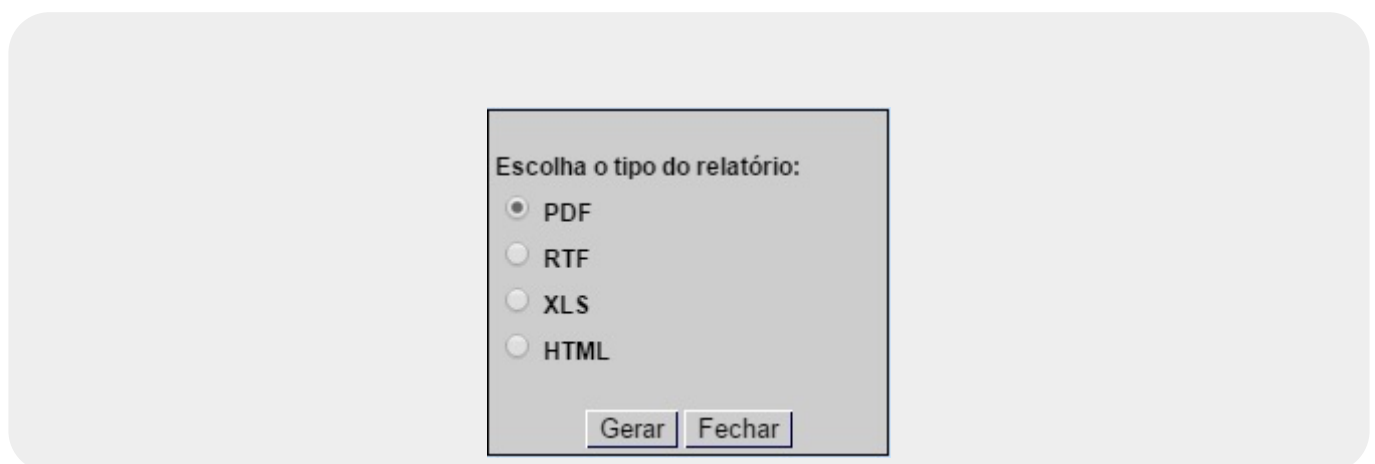 Escolha o tipo do relatório:
PDF
RTF
XLS
HTML
Gerar Fechar